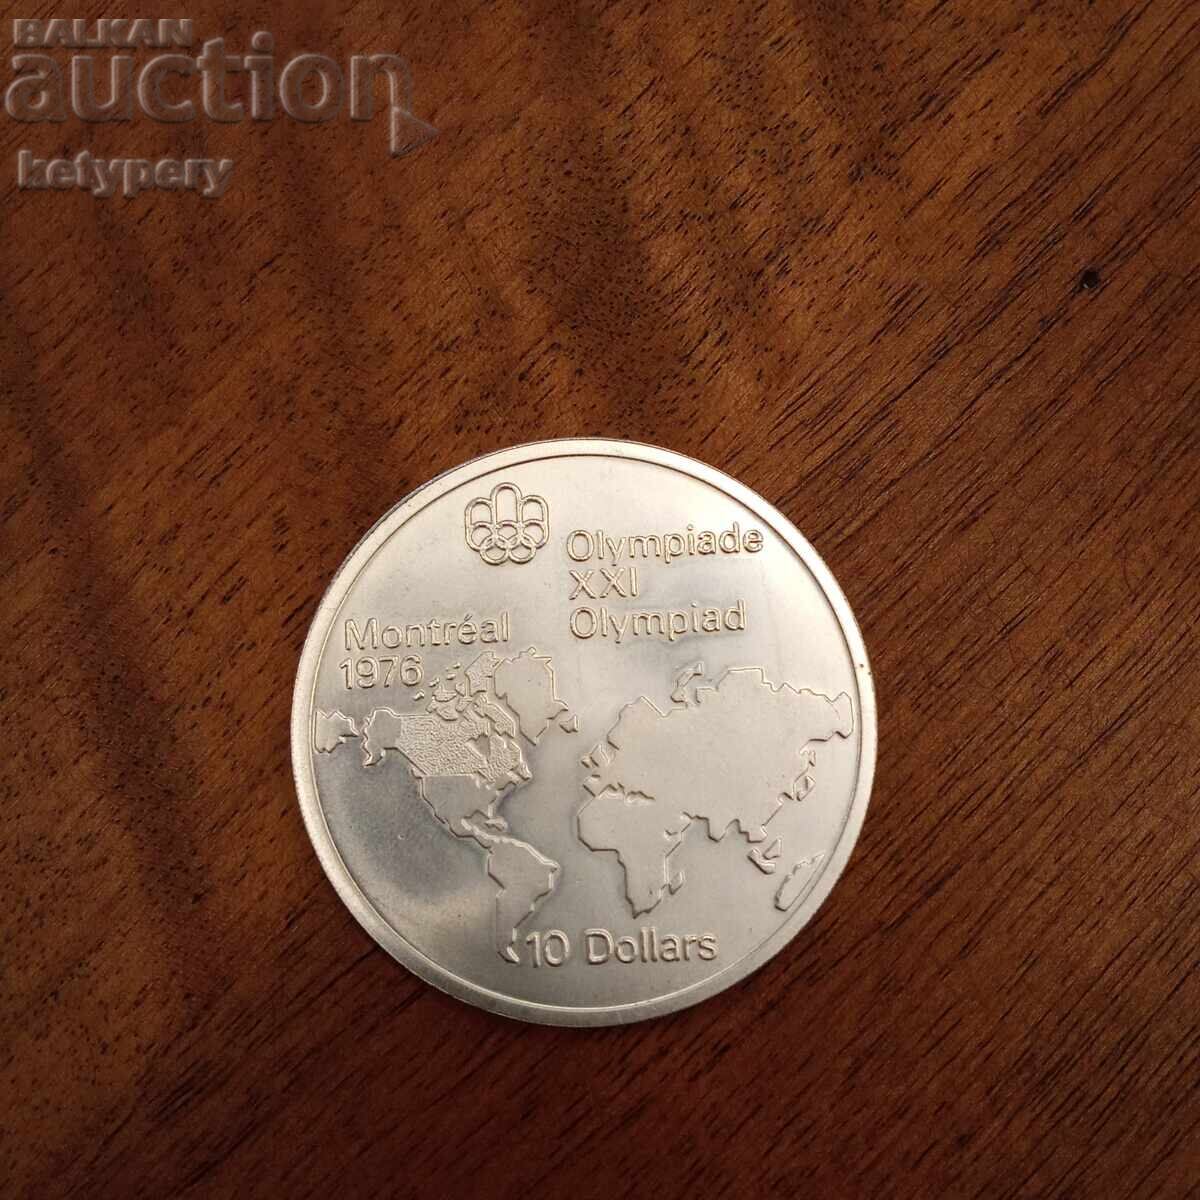 BALKAN
auction
ketypery
Olympiade
XXI
Olympiad
Montréal
1976
10 Dollars